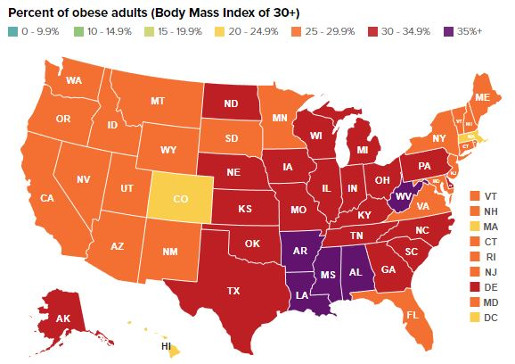 Percent of obese adults (Body Mass Index of 30+)
0 - 9.9% 10 - 14.9% 15 - 19.9% 20 - 24.9% 25 - 29.9% 30 - 34.9% 35%+
WA
MT
ND
MN
ME
OR
ID
SD
WI
MI
NY
WY
NE
IA
PA
NV
UT
CO
IL
IN
OH
WV
VA
CA
KS
MO
KY
NC
AZ
NM
OK
AR
TN
SC
TX
LA
MS
AL
GA
FL
AK
HI
VT
NH
MA
CT
RI
NJ
DE
MD
DC